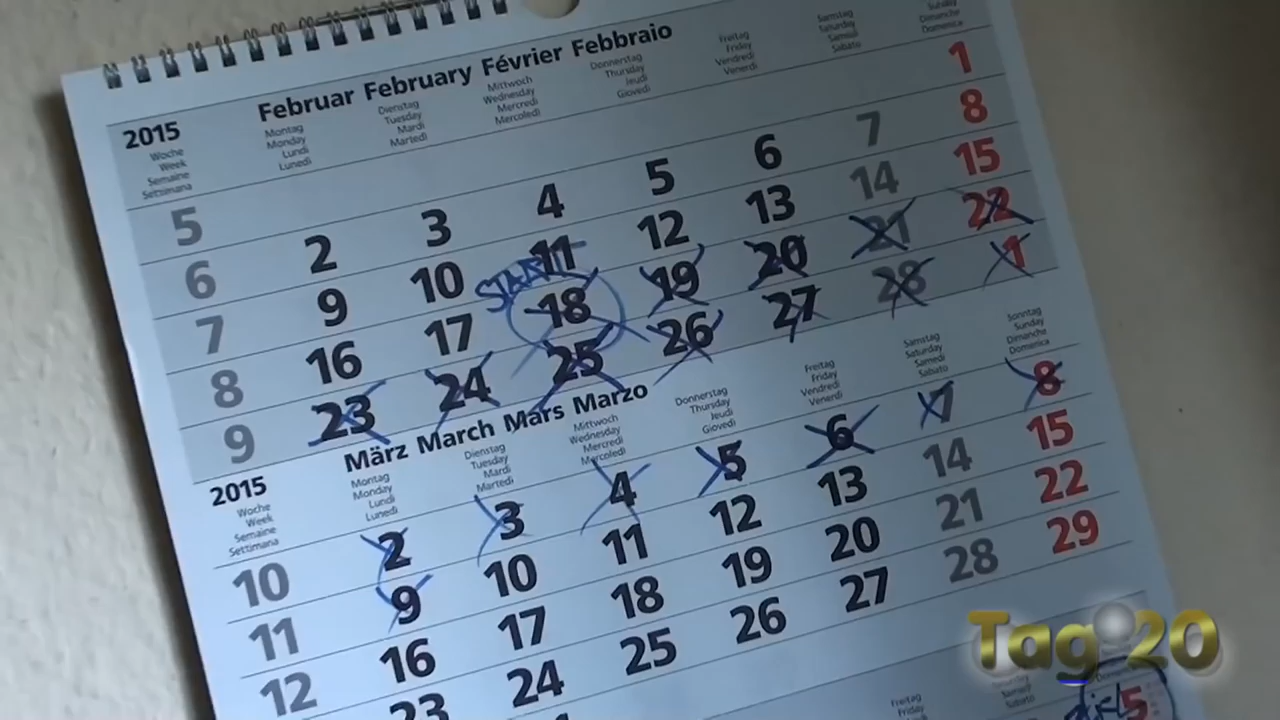 Februar February Février Febbraio
2015
Woche
Week
Semaine
Settimana
Montag
Monday
Lundi
Lunedì
Dienstag
Tuesday
Mardi
Martedì
Mittwoch
Wednesday
Mercredi
Mercoledì
Donnerstag
Thursday
Jeudi
Giovedì
Freitag
Friday
Vendredi
Venerdì
Samstag
Saturday
Samedi
Sabato
Sunday
Dimanche
Domenica
5 1
6 2 3 4 5 6 7 8
7 9 10 11 12 13 14 15
START
8 16 17 18 19 20 21 22
9 23 24 25 26 27 28 1
März March Mars Marzo
2015
Woche
Week
Semaine
Settimana
Montag
Monday
Lundi
Lunedì
Dienstag
Tuesday
Mardi
Martedì
Mittwoch
Wednesday
Mercredi
Mercoledì
Donnerstag
Thursday
Jeudi
Giovedì
Freitag
Friday
Vendredi
Venerdì
Samstag
Saturday
Samedi
Sabato
Sonntag
Sunday
Dimanche
Domenica
10 2 3 4 5 6 7 8
11 9 10 11 12 13 14 15
12 16 17 18 19 20 21 22
23 24 25 26 27 28 29
Freitag
Friday
Vendredi
5
Tag 20